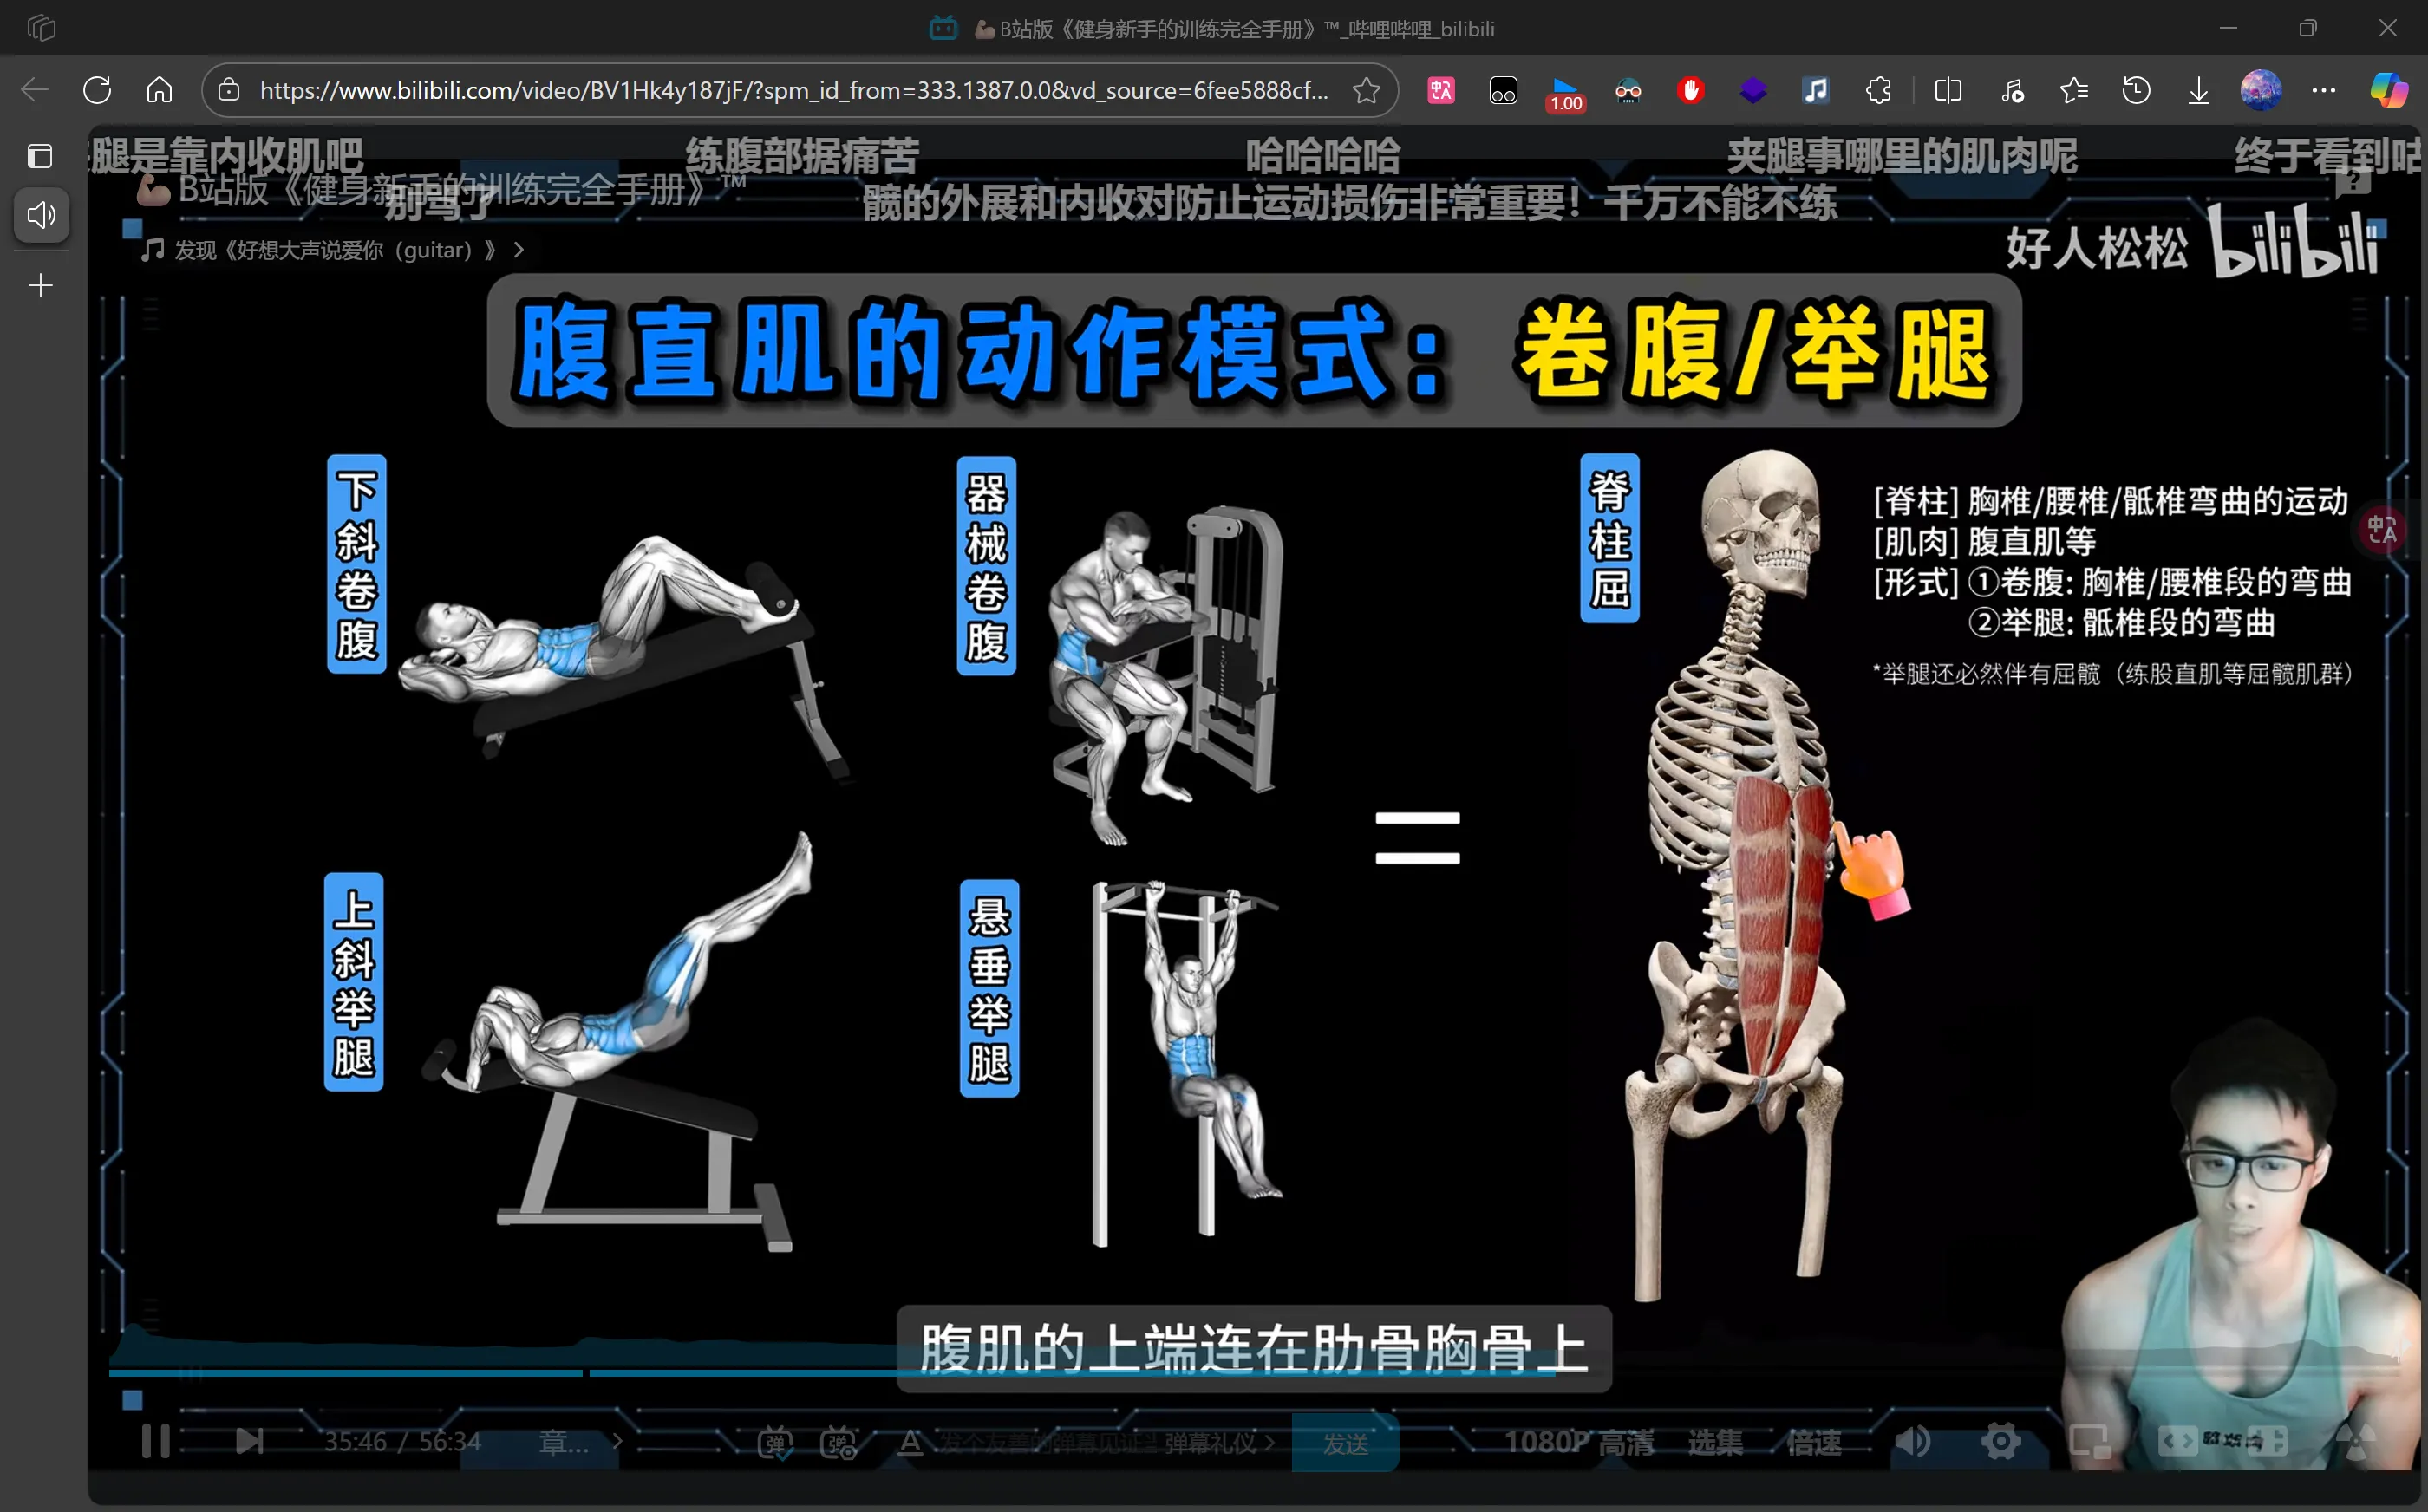 B站版《健身新手的训练完全手册》™_哔哩哔哩_bilibili
https://www.bilibili.com/video/BV1Hk4y187jF/?spm_id_from=333.1387.0.0&vd_source=6fee5888cf...
1.00
腿是靠内收肌吧
练腹部据痛苦
哈哈哈哈
夹腿事哪里的肌肉呢
终于看到咕
B站版《健身新手的训练完全手册》™
别骂了
髋的外展和内收对防止运动损伤非常重要！千万不能不练
发现《好想大声说爱你（guitar）》 >
好人松松 bilibili
腹直肌的动作模式：卷腹/举腿
下斜卷腹
器械卷腹
脊柱屈
[脊柱] 胸椎/腰椎/骶椎弯曲的运动
[肌肉] 腹直肌等
[形式] ①卷腹: 胸椎/腰椎段的弯曲
②举腿: 骶椎段的弯曲
*举腿还必然伴有屈髋（练股直肌等屈髋肌群）
上斜举腿
悬垂举腿
=
腹肌的上端连在肋骨胸骨上
35:46 / 56:34
章... >
弹
弹
A
发个友善的弹幕见证当
弹幕礼仪 >
发送
1080P 高清
选集
倍速